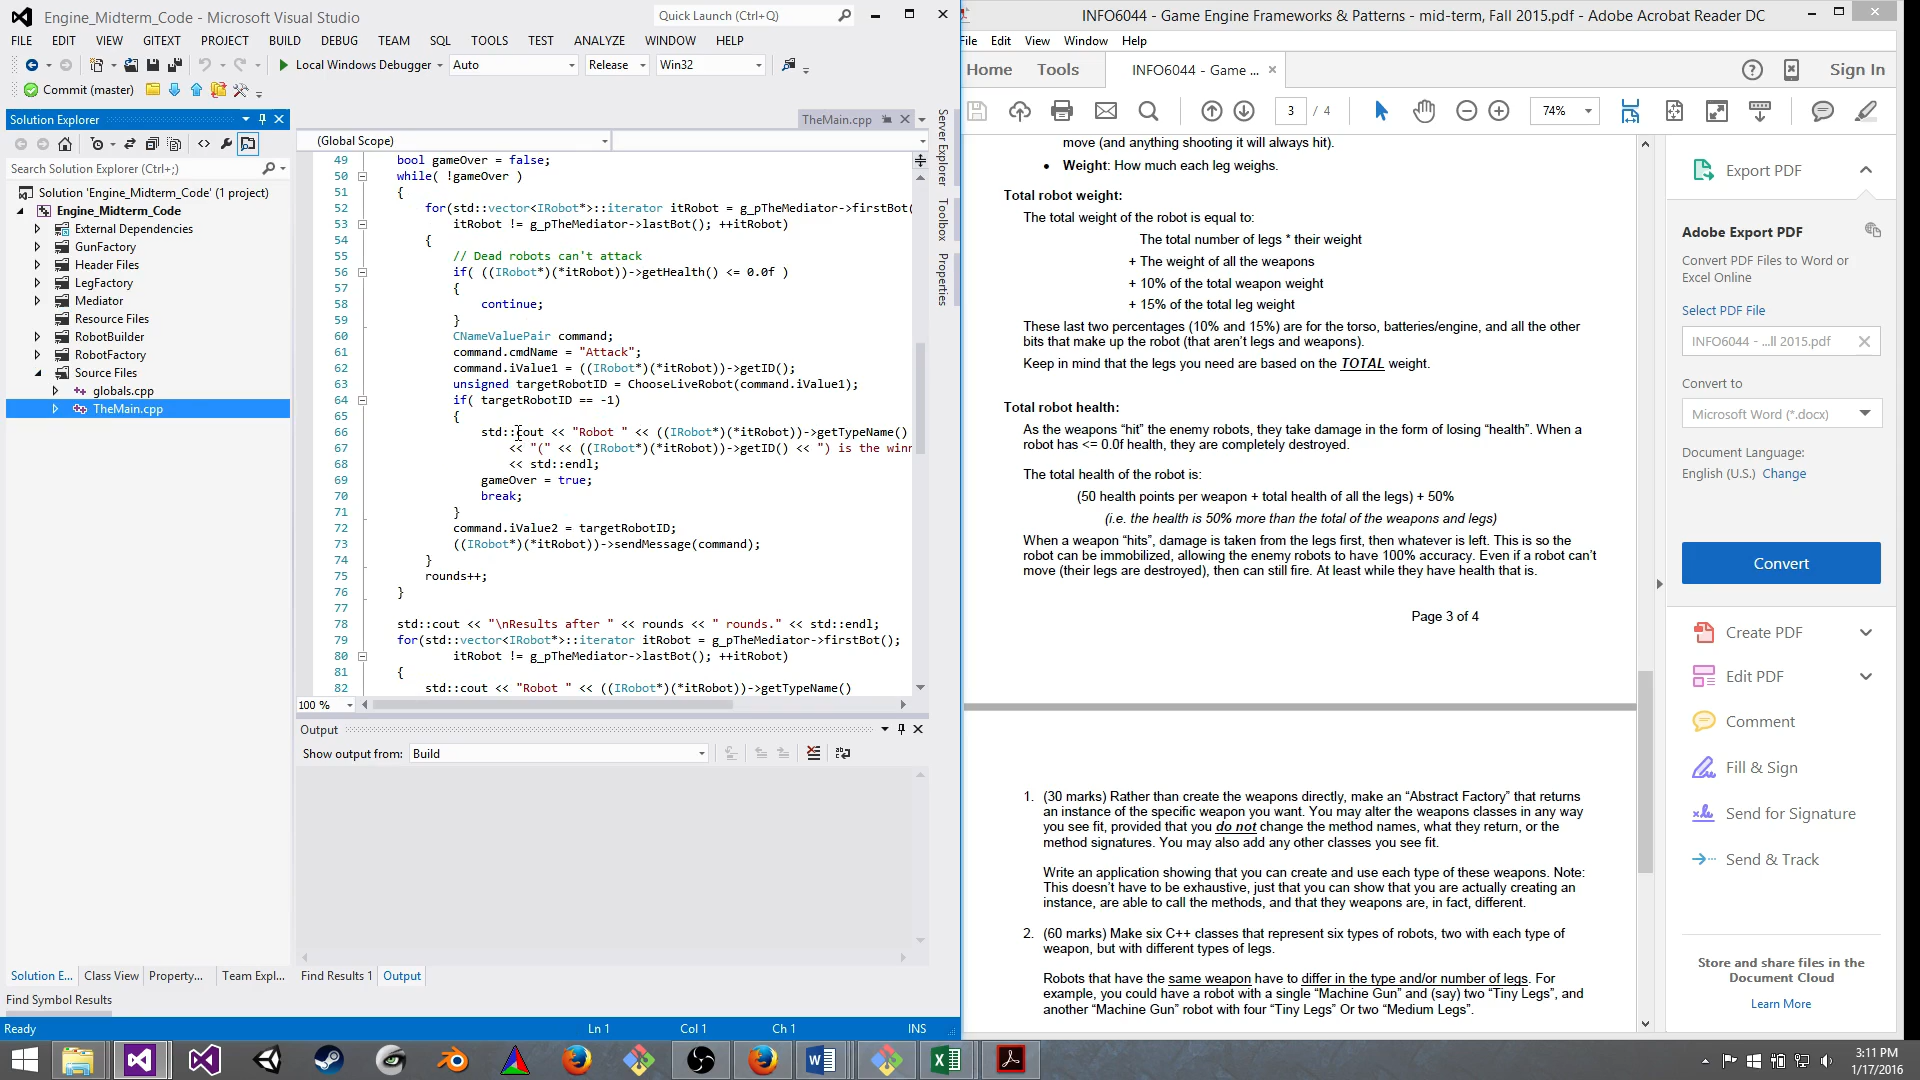 Engine_Midterm_Code - Microsoft Visual Studio
Quick Launch (Ctrl+Q)
FILE EDIT VIEW GITEXT PROJECT BUILD DEBUG TEAM SQL TOOLS TEST ANALYZE WINDOW HELP
Local Windows Debugger Auto Release Win32
Commit (master)
Solution Explorer
Search Solution Explorer (Ctrl+;)
Solution 'Engine_Midterm_Code' (1 project)
Engine_Midterm_Code
External Dependencies
GunFactory
Header Files
LegFactory
Mediator
Resource Files
RobotBuilder
RobotFactory
Source Files
globals.cpp
TheMain.cpp
Solution E... Class View Property... Team Expl...
TheMain.cpp
(Global Scope)
49 bool gameOver = false;
50 while( !gameOver )
51 {
52 for(std::vector<IRobot*>::iterator itRobot = g_pTheMediator->firstBot(
53 itRobot != g_pTheMediator->lastBot(); ++itRobot)
54 {
55 // Dead robots can't attack
56 if( ((IRobot*)(*itRobot))->getHealth() <= 0.0f )
57 {
58 continue;
59 }
60 CNameValuePair command;
61 command.cmdName = "Attack";
62 command.iValue1 = ((IRobot*)(*itRobot))->getID();
63 unsigned targetRobotID = ChooseLiveRobot(command.iValue1);
64 if( targetRobotID == -1)
65 {
66 std::cout << "Robot " << ((IRobot*)(*itRobot))->getTypeName()
67 << "(" << ((IRobot*)(*itRobot))->getID() << ") is the winn
68 << std::endl;
69 gameOver = true;
70 break;
71 }
72 command.iValue2 = targetRobotID;
73 ((IRobot*)(*itRobot))->sendMessage(command);
74 }
75 rounds++;
76 }
77
78 std::cout << "\nResults after " << rounds << " rounds." << std::endl;
79 for(std::vector<IRobot*>::iterator itRobot = g_pTheMediator->firstBot();
80 itRobot != g_pTheMediator->lastBot(); ++itRobot)
81 {
82 std::cout << "Robot " << ((IRobot*)(*itRobot))->getTypeName()
100 %
Server Explorer
Toolbox
Properties
Output
Show output from: Build
Find Results 1 Output
Find Symbol Results
Ready Ln 1 Col 1 Ch 1 INS
INFO6044 - Game Engine Frameworks & Patterns - mid-term, Fall 2015.pdf - Adobe Acrobat Reader DC
File Edit View Window Help
Home Tools INFO6044 - Game ... Sign In
3 / 4 74%
move (and anything shooting it will always hit).
• Weight: How much each leg weighs.
Total robot weight:
The total weight of the robot is equal to:
The total number of legs * their weight
+ The weight of all the weapons
+ 10% of the total weapon weight
+ 15% of the total leg weight
These last two percentages (10% and 15%) are for the torso, batteries/engine, and all the other
bits that make up the robot (that aren't legs and weapons).
Keep in mind that the legs you need are based on the TOTAL weight.
Total robot health:
As the weapons “hit” the enemy robots, they take damage in the form of losing “health”. When a
robot has <= 0.0f health, they are completely destroyed.
The total health of the robot is:
(50 health points per weapon + total health of all the legs) + 50%
(i.e. the health is 50% more than the total of the weapons and legs)
When a weapon “hits”, damage is taken from the legs first, then whatever is left. This is so the
robot can be immobilized, allowing the enemy robots to have 100% accuracy. Even if a robot can't
move (their legs are destroyed), then can still fire. At least while they have health that is.
Page 3 of 4
1. (30 marks) Rather than create the weapons directly, make an “Abstract Factory” that returns
an instance of the specific weapon you want. You may alter the weapons classes in any way
you see fit, provided that you do not change the method names, what they return, or the
method signatures. You may also add any other classes you see fit.
Write an application showing that you can create and use each type of these weapons. Note:
This doesn't have to be exhaustive, just that you can show that you are actually creating an
instance, are able to call the methods, and that they weapons are, in fact, different.
2. (60 marks) Make six C++ classes that represent six types of robots, two with each type of
weapon, but with different types of legs.
Robots that have the same weapon have to differ in the type and/or number of legs. For
example, you could have a robot with a single “Machine Gun” and (say) two “Tiny Legs”, and
another “Machine Gun” robot with four “Tiny Legs” Or two “Medium Legs”.
Export PDF
Adobe Export PDF
Convert PDF Files to Word or
Excel Online
Select PDF File
INFO6044 - ...ll 2015.pdf
Convert to
Microsoft Word (*.docx)
Document Language:
English (U.S.) Change
Convert
Create PDF
Edit PDF
Comment
Fill & Sign
Send for Signature
Send & Track
Store and share files in the
Document Cloud
Learn More
3:11 PM
1/17/2016